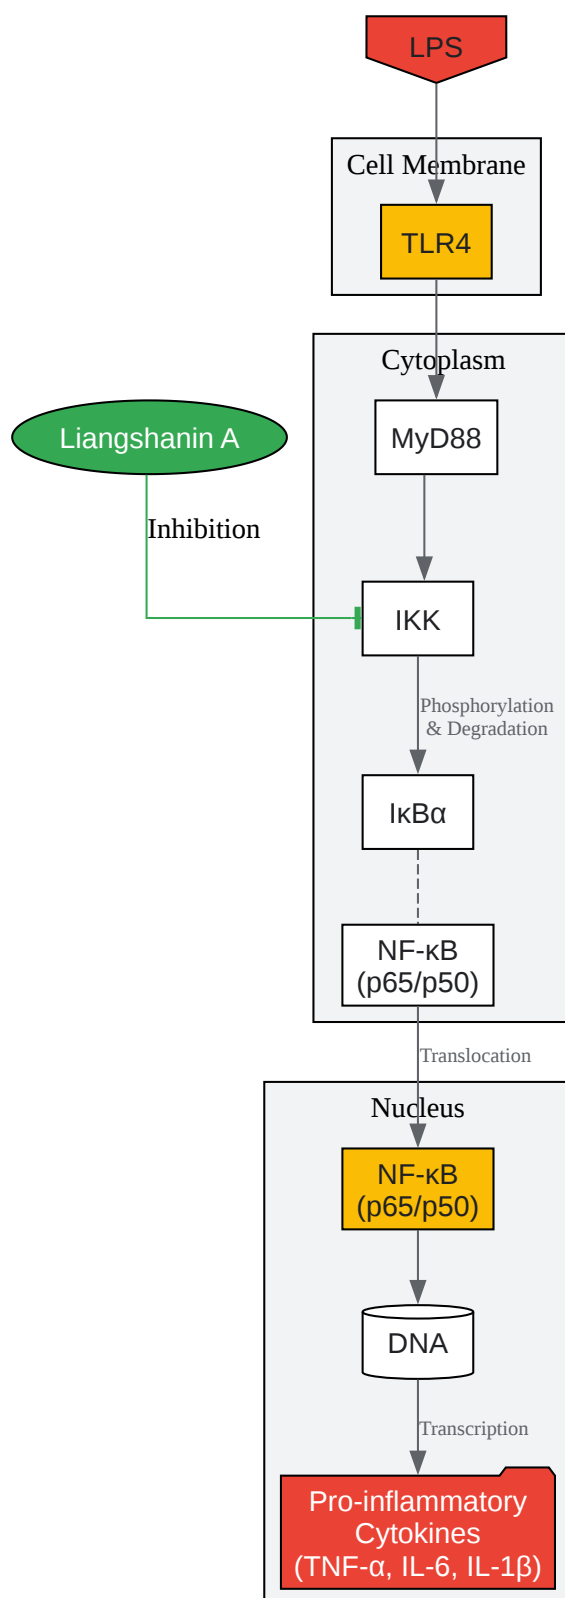 LPS
Cell Membrane
TLR4
Cytoplasm
Liangshanin A
MyD88
Inhibition
IKK
Phosphorylation
& Degradation
IκBα
NF-κB
(p65/p50)
Translocation
Nucleus
NF-κB
(p65/p50)
DNA
Transcription
Pro-inflammatory
Cytokines
(TNF-α, IL-6, IL-1β)